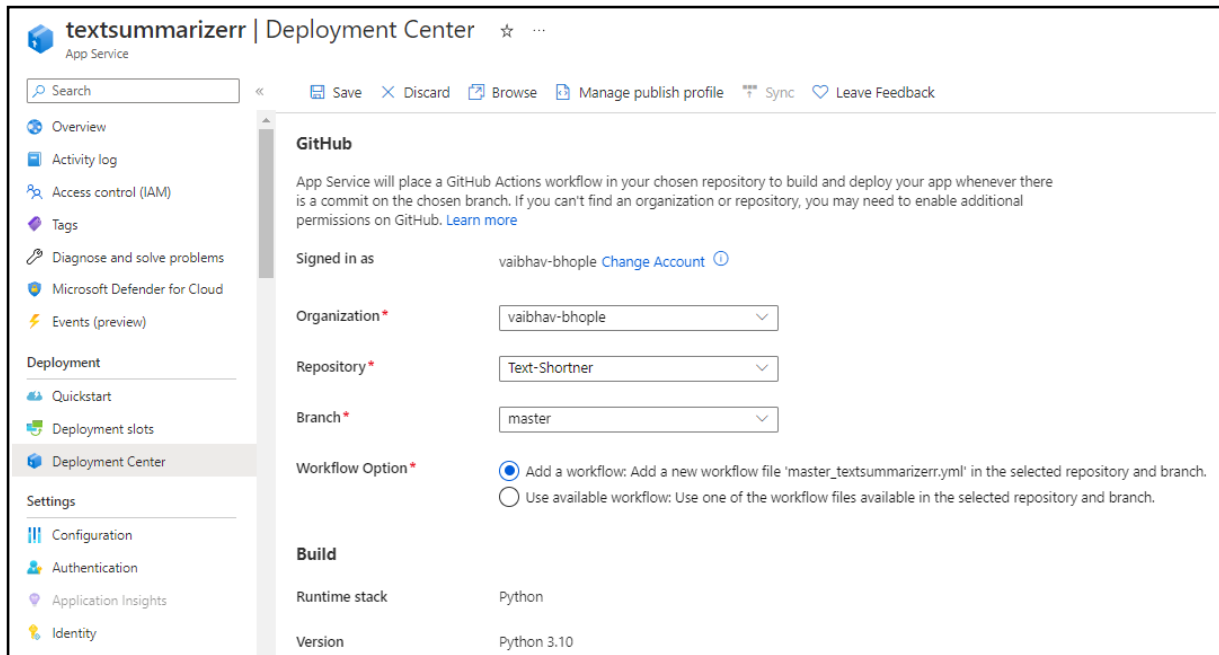 textsummarizerr | Deployment Center ☆ ...
App Service
Search «
Save Discard Browse Manage publish profile Sync Leave Feedback
Overview
Activity log
Access control (IAM)
Tags
Diagnose and solve problems
Microsoft Defender for Cloud
Events (preview)
Deployment
Quickstart
Deployment slots
Deployment Center
Settings
Configuration
Authentication
Application Insights
Identity
GitHub
App Service will place a GitHub Actions workflow in your chosen repository to build and deploy your app whenever there
is a commit on the chosen branch. If you can't find an organization or repository, you may need to enable additional
permissions on GitHub. Learn more
Signed in as vaibhav-bhople Change Account
Organization* vaibhav-bhople
Repository* Text-Shortner
Branch* master
Workflow Option* Add a workflow: Add a new workflow file 'master_textsummarizerr.yml' in the selected repository and branch.
Use available workflow: Use one of the workflow files available in the selected repository and branch.
Build
Runtime stack Python
Version Python 3.10